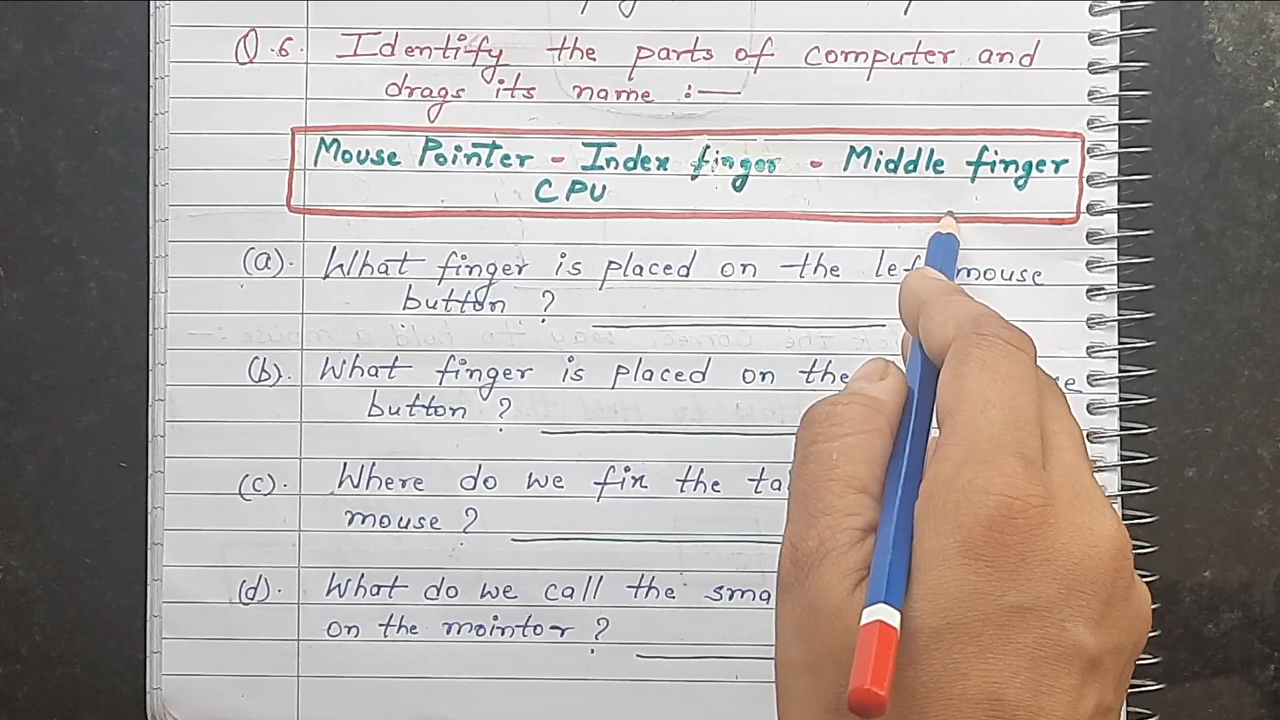 Q.6. Identify the parts of computer and
drags its name :—
Mouse Pointer - Index finger - Middle finger
CPU
(a). What finger is placed on the left mouse
button ?
(b). What finger is placed on the
button ?
(c). Where do we fix the
mouse ?
(d). What do we call the
on the mointor ?